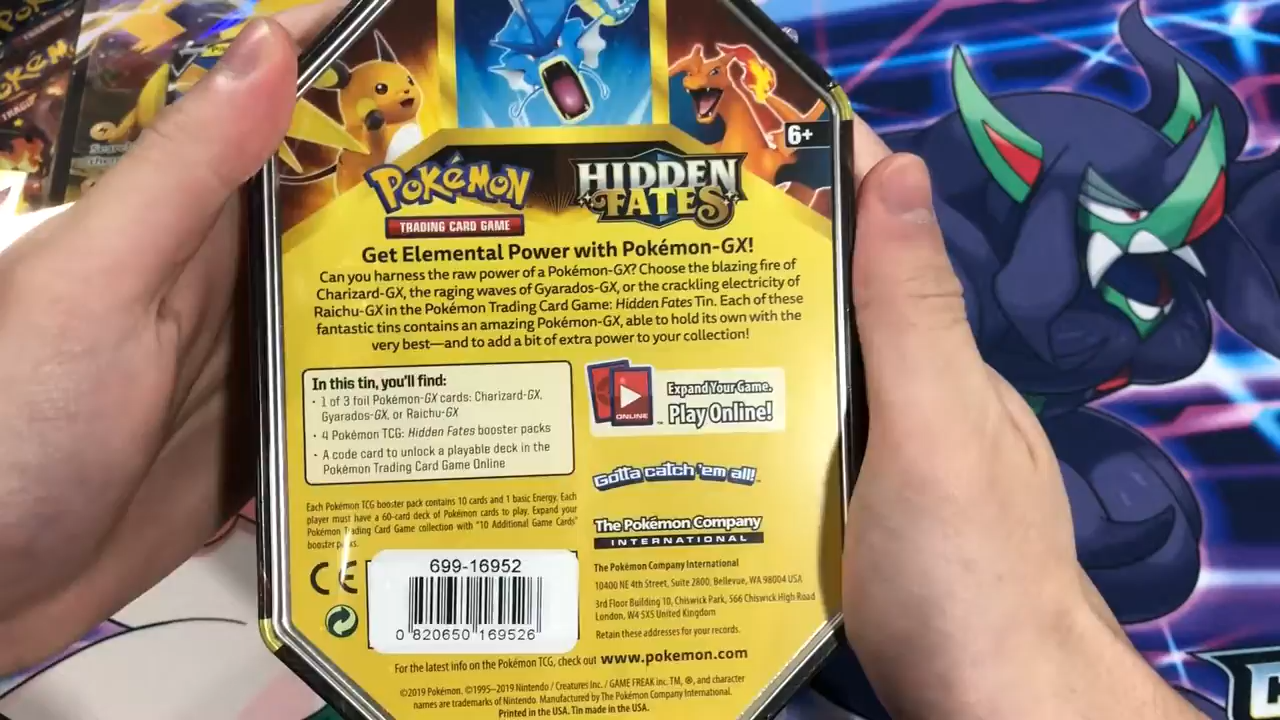 6+
POKéMON
HIDDEN
FATES
TRADING CARD GAME
Get Elemental Power with Pokémon-GX!
Can you harness the raw power of a Pokémon-GX? Choose the blazing fire of
Charizard-GX, the raging waves of Gyarados-GX, or the crackling electricity of
Raichu-GX in the Pokémon Trading Card Game: Hidden Fates Tin. Each of these
fantastic tins contains an amazing Pokémon-GX, able to hold its own with the
very best—and to add a bit of extra power to your collection!
In this tin, you'll find:
• 1 of 3 foil Pokémon-GX cards: Charizard-GX,
Gyarados-GX, or Raichu-GX
• 4 Pokémon TCG: Hidden Fates booster packs
• A code card to unlock a playable deck in the
Pokémon Trading Card Game Online
ONLINE
Expand Your Game.
Play Online!
Gotta catch 'em all!™
Each Pokémon TCG booster pack contains 10 cards and 1 basic Energy. Each
player must have a 60-card deck of Pokémon cards to play. Expand your
Pokémon Trading Card Game collection with "10 Additional Game Cards"
booster packs.
The Pokémon Company
INTERNATIONAL
CE
699-16952
0 820650 169526
The Pokémon Company International
10400 NE 4th Street, Suite 2800, Bellevue, WA 98004 USA
3rd Floor Building 10, Chiswick Park, 566 Chiswick High Road
London, W4 5XS United Kingdom
Retain these addresses for your records.
For the latest info on the Pokémon TCG, check out www.pokemon.com
©2019 Pokémon. ©1995–2019 Nintendo / Creatures Inc. / GAME FREAK inc. TM, ®, and character
names are trademarks of Nintendo. Manufactured by The Pokémon Company International.
Printed in the USA. Tin made in the USA.